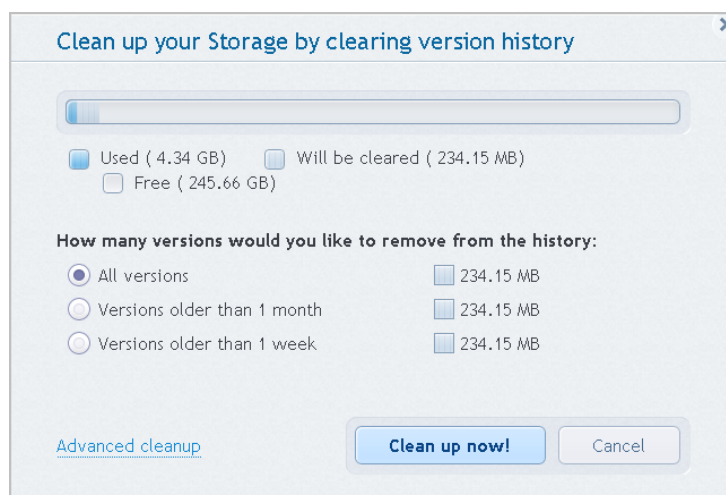 Clean up your Storage by clearing version history
Used ( 4.34 GB) Will be cleared ( 234.15 MB)
Free ( 245.66 GB)
How many versions would you like to remove from the history:
All versions 234.15 MB
Versions older than 1 month 234.15 MB
Versions older than 1 week 234.15 MB
Advanced cleanup Clean up now! Cancel